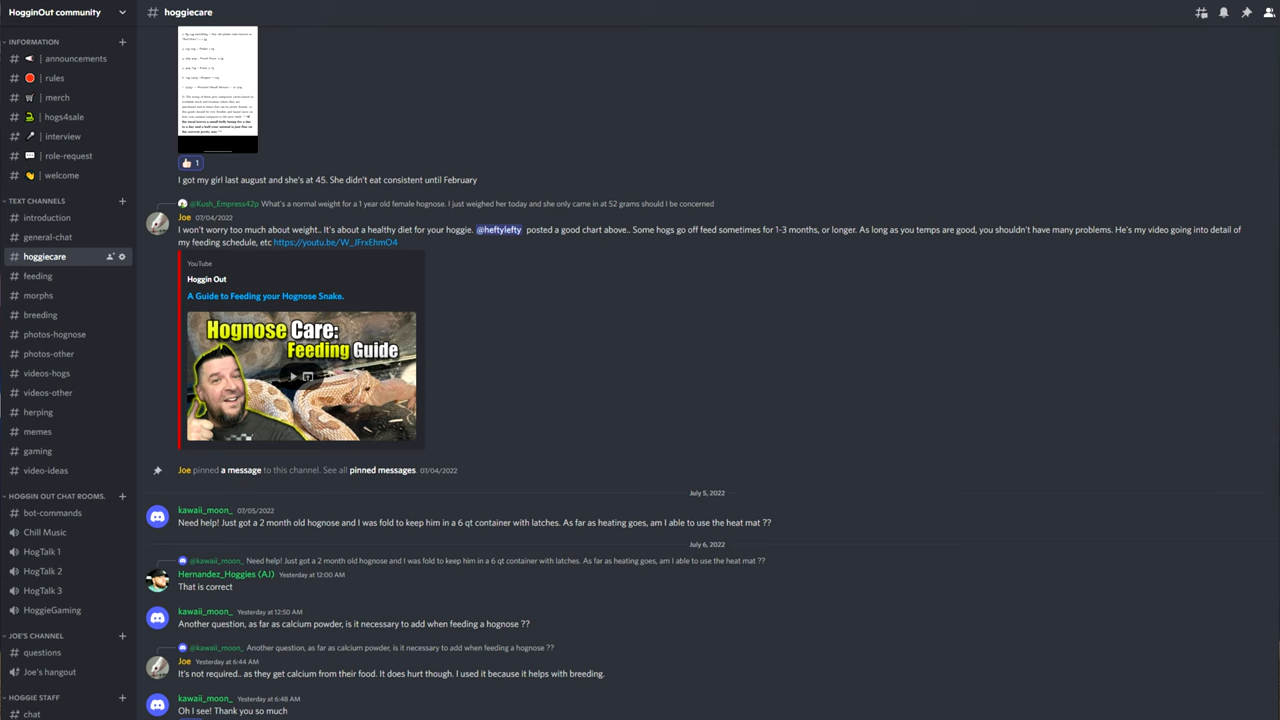 HogginOut community
# hoggiecare
INFORMATION
announcements
rules
merch
hogs4sale
interview
role-request
welcome
TEXT CHANNELS
introduction
general-chat
hoggiecare
feeding
morphs
breeding
photos-hognose
photos-other
videos-hogs
videos-other
herping
memes
gaming
video-ideas
HOGGIN OUT CHAT ROOMS.
bot-commands
Chill Music
HogTalk 1
HogTalk 2
HogTalk 3
HoggieGaming
JOE'S CHANNEL
questions
Joe's hangout
HOGGIE STAFF
chat
1
I got my girl last august and she's at 45. She didn't eat consistent until February
@Kush_Empress42p What's a normal weight for a 1 year old female hognose. I just weighed her today and she only came in at 52 grams should I be concerned
Joe 07/04/2022
I won't worry too much about weight.. It's about a healthy diet for your hoggie. @heftylefty posted a good chart above.. Some hogs go off feed sometimes for 1-3 months, or longer. As long as you temps are good, you shouldn't have many problems. He's my video going into detail of
my feeding schedule, etc https://youtu.be/W_JFrxEhmO4
YouTube
Hoggin Out
A Guide to Feeding your Hognose Snake.
Hognose Care:
Feeding Guide
Joe pinned a message to this channel. See all pinned messages. 07/04/2022
July 5, 2022
kawaii_moon_ 07/05/2022
Need help! Just got a 2 month old hognose and I was fold to keep him in a 6 qt container with latches. As far as heating goes, am I able to use the heat mat ??
July 6, 2022
@kawaii_moon_ Need help! Just got a 2 month old hognose and I was fold to keep him in a 6 qt container with latches. As far as heating goes, am I able to use the heat mat ??
Hernandez_Hoggies (AJ) Yesterday at 12:00 AM
That is correct
kawaii_moon_ Yesterday at 12:50 AM
Another question, as far as calcium powder, is it necessary to add when feeding a hognose ??
@kawaii_moon_ Another question, as far as calcium powder, is it necessary to add when feeding a hognose ??
Joe Yesterday at 6:44 AM
It's not required.. as they get calcium from their food. It does hurt though. I used it because it helps with breeding.
kawaii_moon_ Yesterday at 6:48 AM
Oh I see! Thank you so much